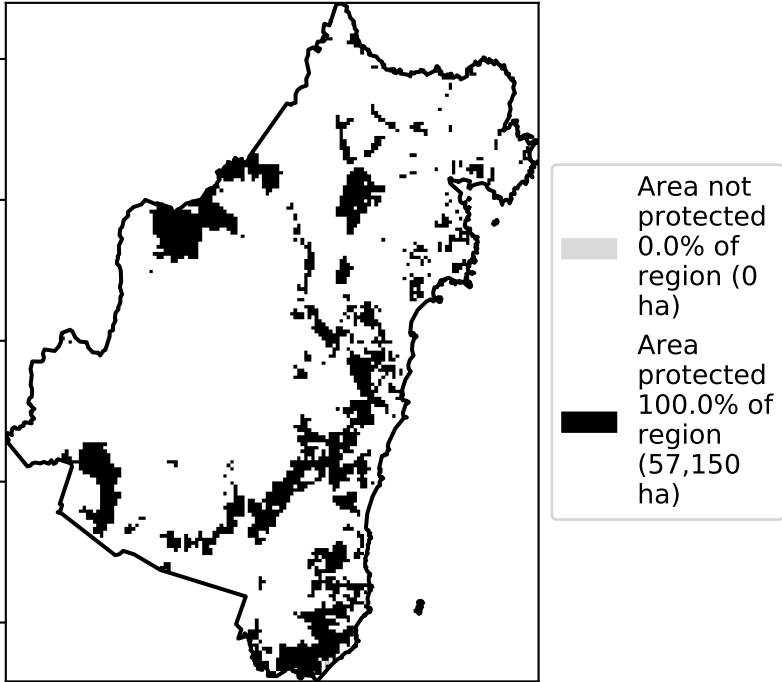 Area not
protected
0.0% of
region (0
ha)
Area
protected
100.0% of
region
(57,150
ha)